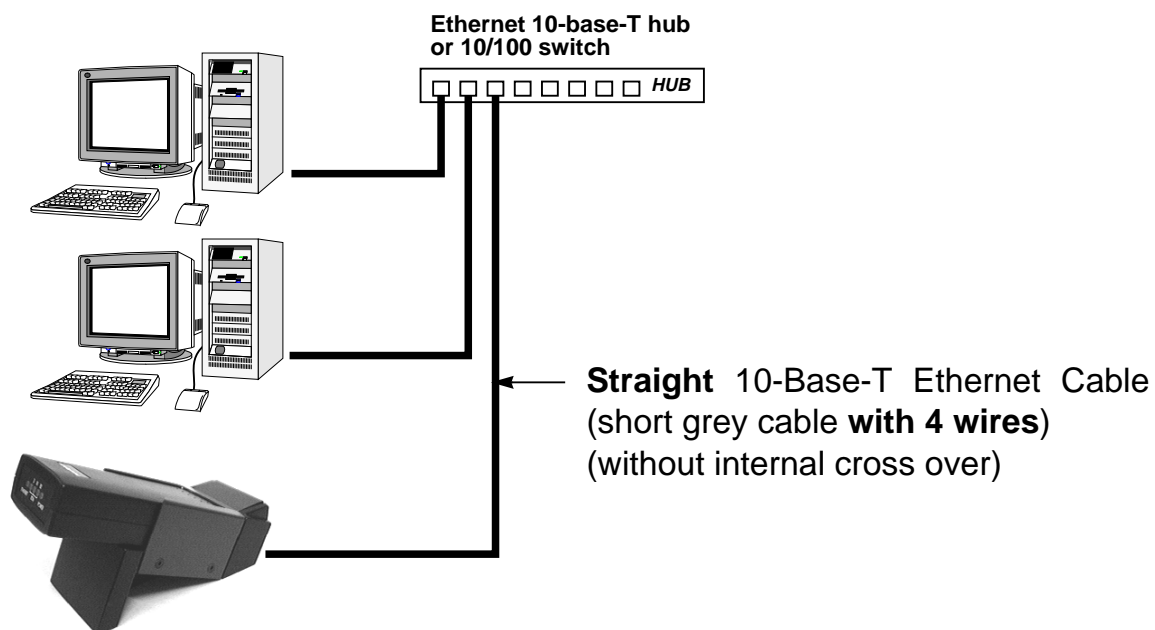 Ethernet 10-base-T hub
or 10/100 switch
HUB
Straight 10-Base-T Ethernet Cable
(short grey cable with 4 wires)
(without internal cross over)